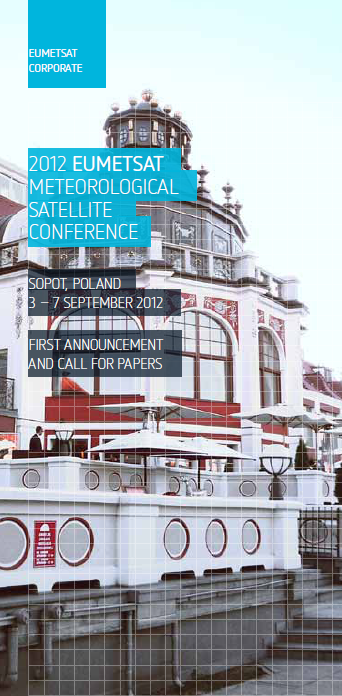 EUMETSAT
CORPORATE
2012 EUMETSAT
METEOROLOGICAL
SATELLITE
CONFERENCE
SOPOT, POLAND
3 – 7 SEPTEMBER 2012
FIRST ANNOUNCEMENT
AND CALL FOR PAPERS